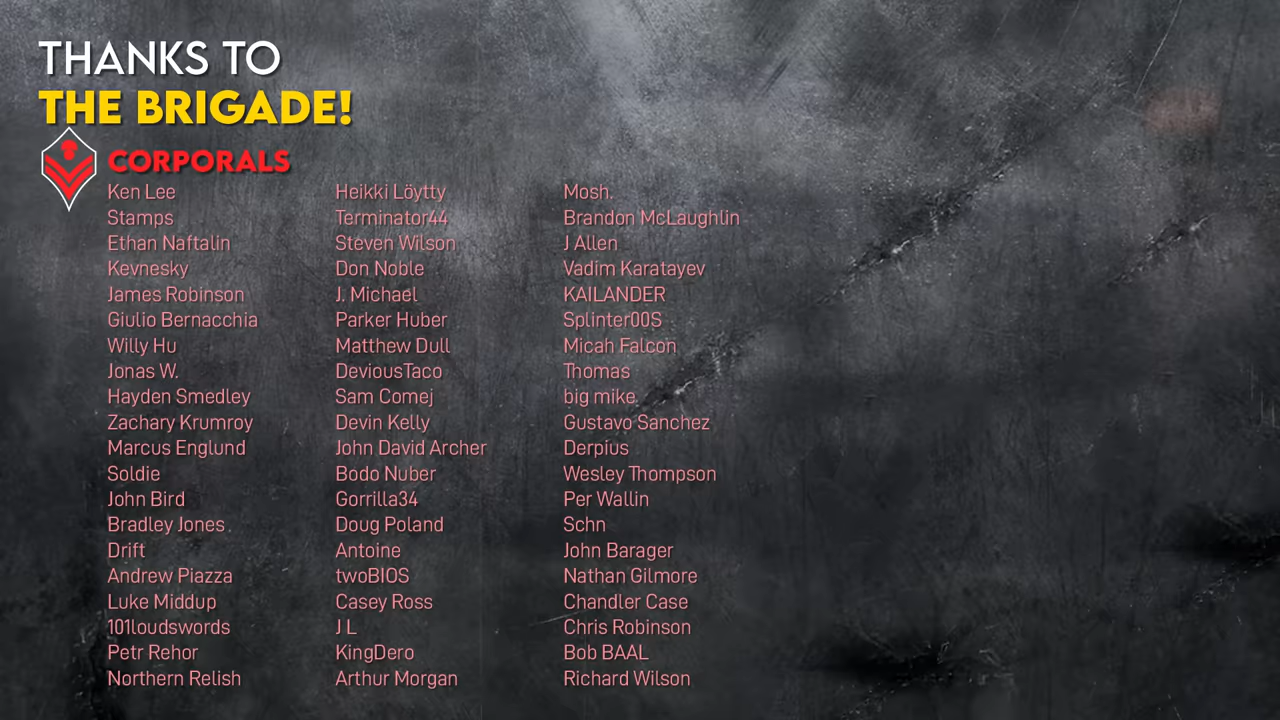 THANKS TO
THE BRIGADE!
CORPORALS
Ken Lee
Stamps
Ethan Naftalin
Kevnesky
James Robinson
Giulio Bernacchia
Willy Hu
Jonas W.
Hayden Smedley
Zachary Krumroy
Marcus Englund
Soldie
John Bird
Bradley Jones .
Drift
Andrew Piazza
Luke Middup
101loudswords
Petr Rehor
Northern Relish
Heikki Löytty
Terminator44
Steven Wilson
Don Noble
J. Michael
Parker Huber
Matthew Dull
DeviousTaco
Sam Comej
Devin Kelly
John David Archer
Bodo Nuber
Gorrilla34
Doug Poland
Antoine
twoBIOS
Casey Ross
J L
KingDero
Arthur Morgan
Mosh.
Brandon McLaughlin
J Allen
Vadim Karatayev
KAILANDER
Splinter00S
Micah Falcon
Thomas
big mike
Gustavo Sanchez
Derpius
Wesley Thompson
Per Wallin
Schn
John Barager
Nathan Gilmore
Chandler Case
Chris Robinson
Bob BAAL
Richard Wilson